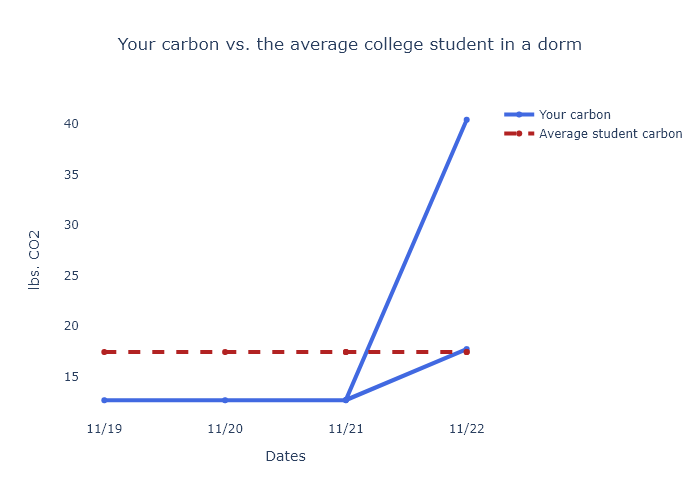 Your carbon vs. the average college student in a dorm
Your carbon
Average student carbon
40
35
30
25
20
15
lbs. CO2
11/19
11/20
11/21
11/22
Dates